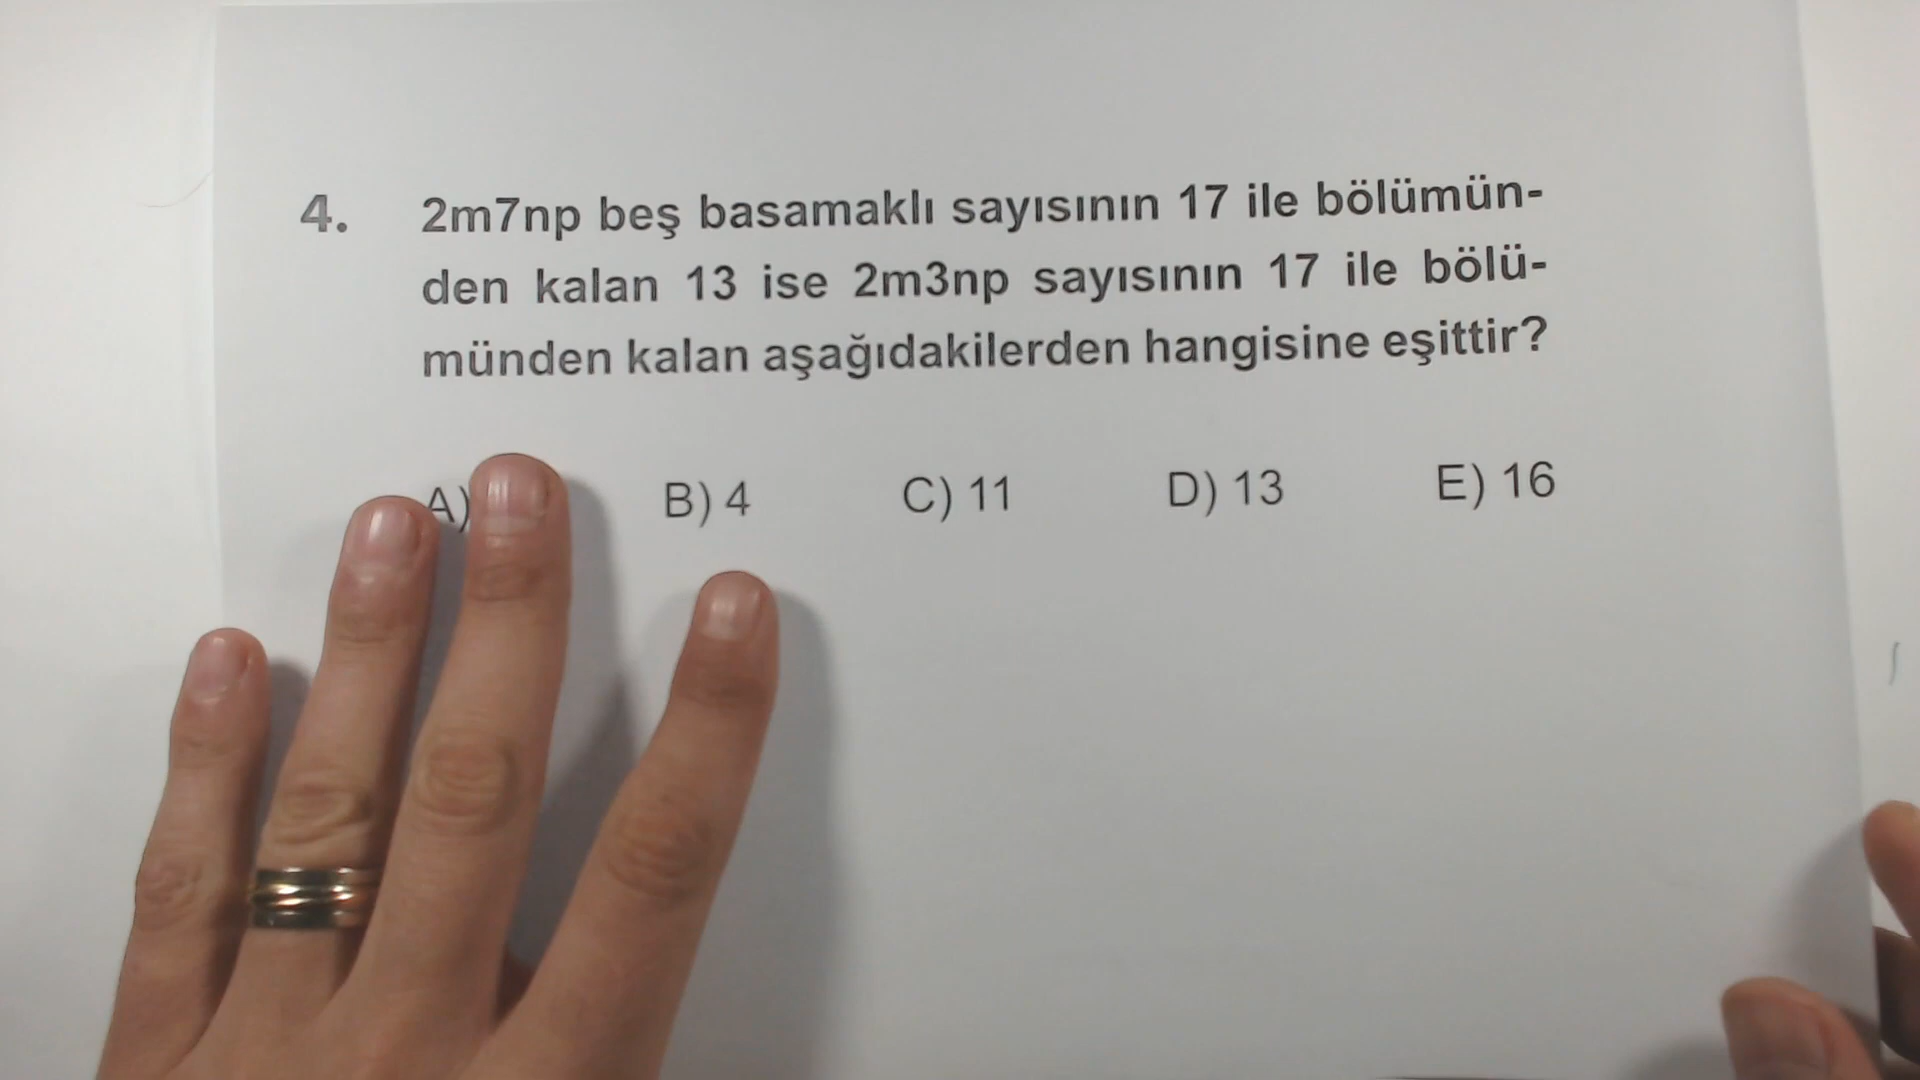 4. 2m7np beş basamaklı sayısının 17 ile bölümün-
den kalan 13 ise 2m3np sayısının 17 ile bölü-
münden kalan aşağıdakilerden hangisine eşittir?
A) B) 4 C) 11 D) 13 E) 16